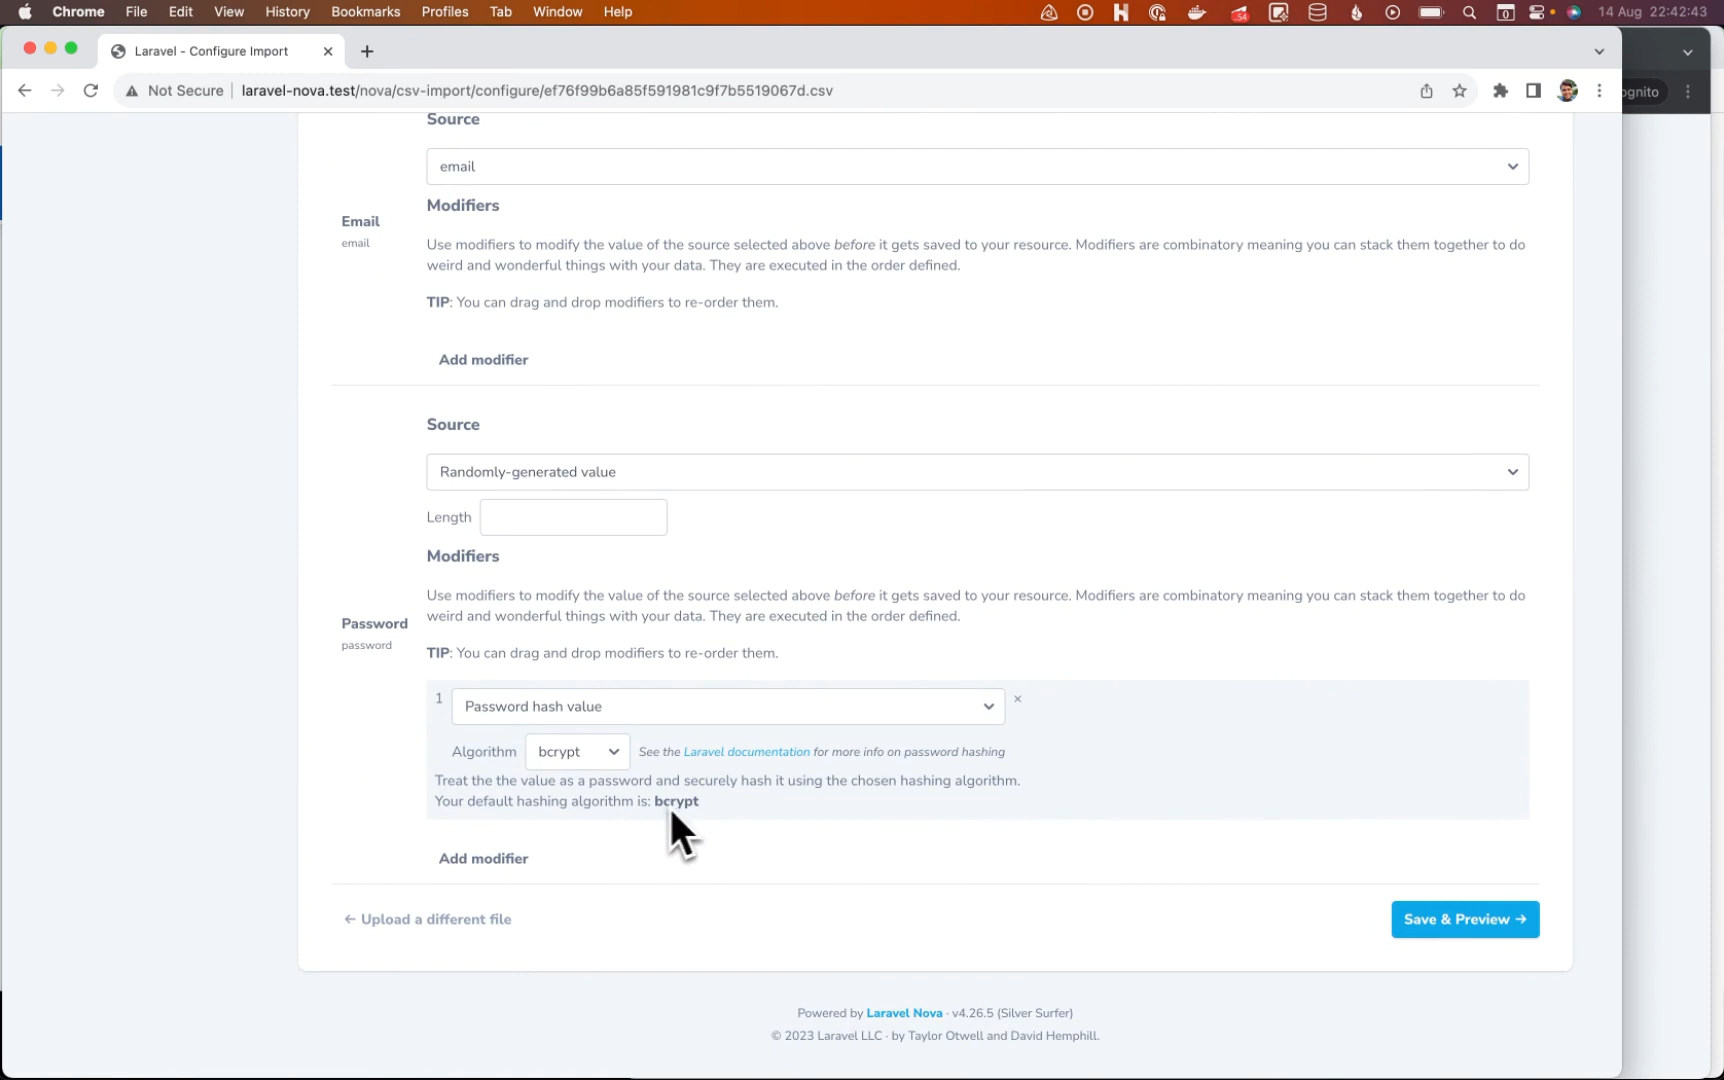 Chrome File Edit View History Bookmarks Profiles Tab Window Help 14 Aug 22:42:43
Laravel - Configure Import
Not Secure laravel-nova.test/nova/csv-import/configure/ef76f99b6a85f591981c9f7b5519067d.csv
Source
email
Modifiers
Email
email
Use modifiers to modify the value of the source selected above before it gets saved to your resource. Modifiers are combinatory meaning you can stack them together to do
weird and wonderful things with your data. They are executed in the order defined.
TIP: You can drag and drop modifiers to re-order them.
Add modifier
Source
Randomly-generated value
Length
Modifiers
Use modifiers to modify the value of the source selected above before it gets saved to your resource. Modifiers are combinatory meaning you can stack them together to do
weird and wonderful things with your data. They are executed in the order defined.
Password
password
TIP: You can drag and drop modifiers to re-order them.
1 Password hash value ×
Algorithm bcrypt See the Laravel documentation for more info on password hashing
Treat the the value as a password and securely hash it using the chosen hashing algorithm.
Your default hashing algorithm is: bcrypt
Add modifier
← Upload a different file
Save & Preview →
Powered by Laravel Nova · v4.26.5 (Silver Surfer)
© 2023 Laravel LLC · by Taylor Otwell and David Hemphill.